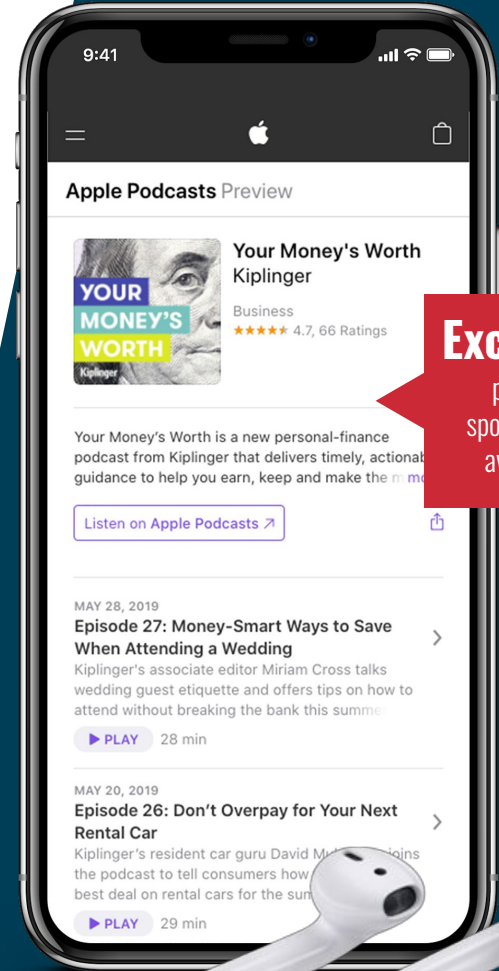 9:41
Apple Podcasts Preview
YOUR
MONEY'S
WORTH
Kiplinger
Your Money's Worth
Kiplinger
Business
4.7, 66 Ratings
Your Money's Worth is a new personal-finance
podcast from Kiplinger that delivers timely, actionab
guidance to help you earn, keep and make the m mo
Listen on Apple Podcasts
Exc
p
spo
av
MAY 28, 2019
Episode 27: Money-Smart Ways to Save
When Attending a Wedding
Kiplinger's associate editor Miriam Cross talks
wedding guest etiquette and offers tips on how to
attend without breaking the bank this summe
PLAY 28 min
MAY 20, 2019
Episode 26: Don't Overpay for Your Next
Rental Car
Kiplinger's resident car guru David Mu joins
the podcast to tell consumers how
best deal on rental cars for the sum
PLAY 29 min